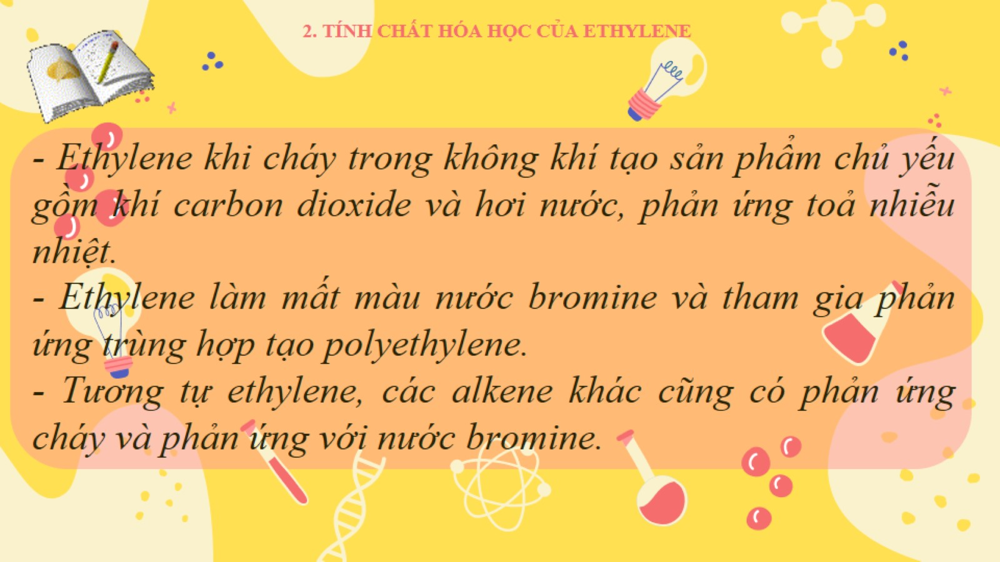 2. TÍNH CHẤT HÓA HỌC CỦA ETHYLENE
- Ethylene khi cháy trong không khí tạo sản phẩm chủ yếu
gồm khí carbon dioxide và hơi nước, phản ứng toả nhiễu
nhiệt.
- Ethylene làm mất màu nước bromine và tham gia phản
ứng trùng hợp tạo polyethylene.
- Tương tự ethylene, các alkene khác cũng có phản ứng
cháy và phản ứng với nước bromine.